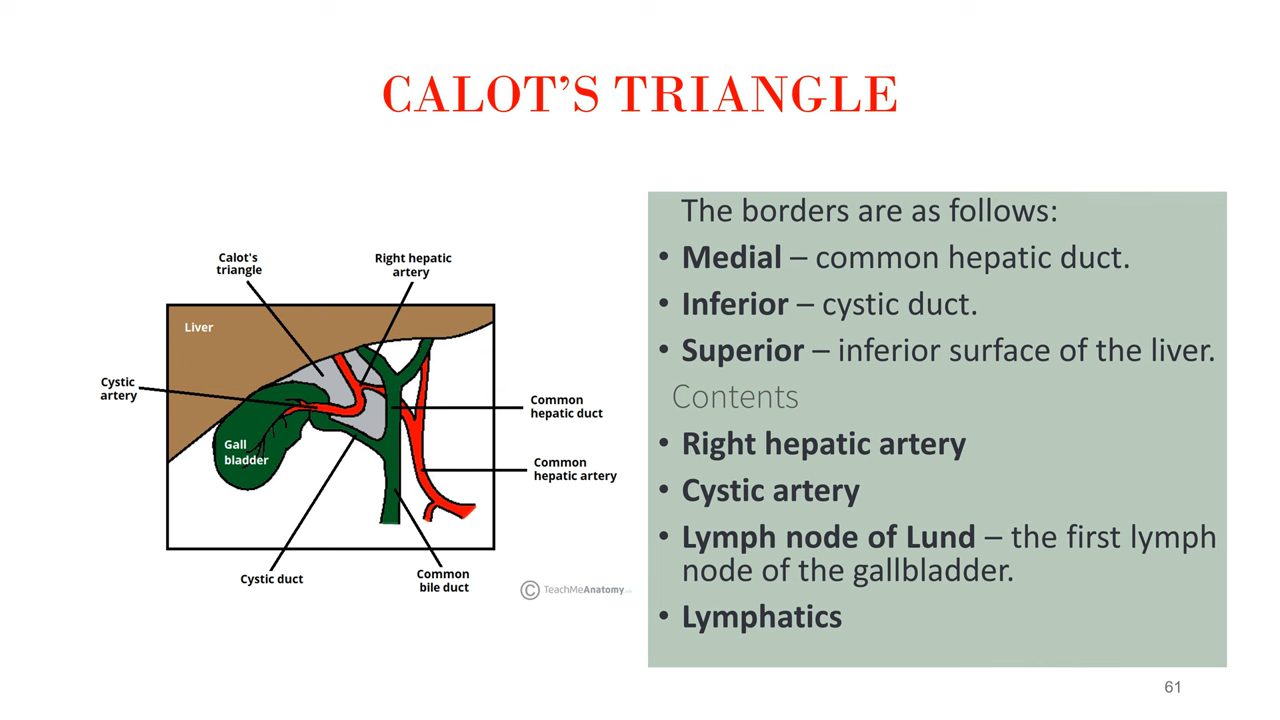 CALOT’S TRIANGLE
Calot's
triangle
Right hepatic
artery
Liver
Cystic
artery
Gall
bladder
Common
hepatic duct
Common
hepatic artery
Cystic duct
Common
bile duct
© TeachMeAnatomy
The borders are as follows:
• Medial – common hepatic duct.
• Inferior – cystic duct.
• Superior – inferior surface of the liver.
Contents
• Right hepatic artery
• Cystic artery
• Lymph node of Lund – the first lymph
node of the gallbladder.
• Lymphatics
61